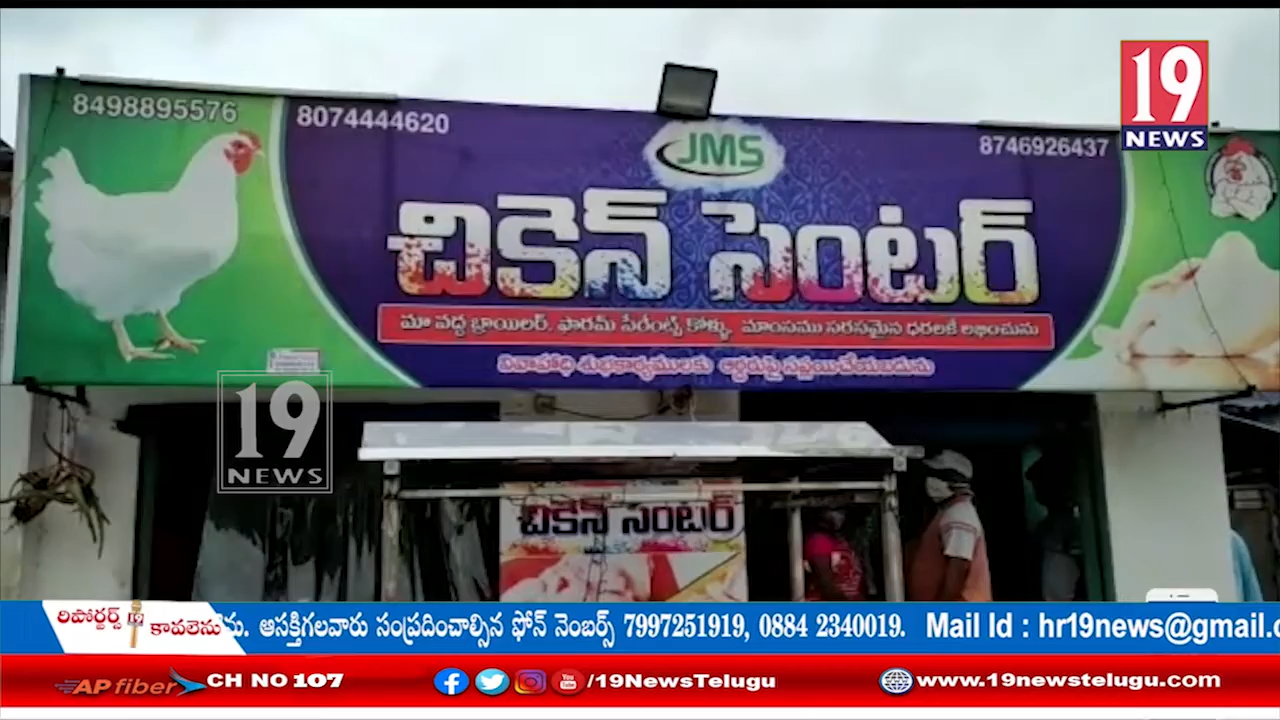 19
NEWS
8498895576
8074444620
8746926437
JMS
చికెన్ సెంటర్
మా వద్ద బ్రాయిలర్, ఫారమ్ పేరెంట్స్ కోళ్ళు మాంసము సరసమైన ధరలకే లభించును
వివాహాది శుభకార్యములకు ఆర్డరుపై సప్లయిచేయబడును
19
NEWS
చికెన్ సెంటర్
రిపోర్టర్స్ కావలెను
ఆసక్తిగలవారు సంప్రదించాల్సిన ఫోన్ నెంబర్స్ 7997251919, 0884 2340019. Mail Id : hr19news@gmail.c
AP fiber CH NO 107
/19NewsTelugu
www.19newstelugu.com